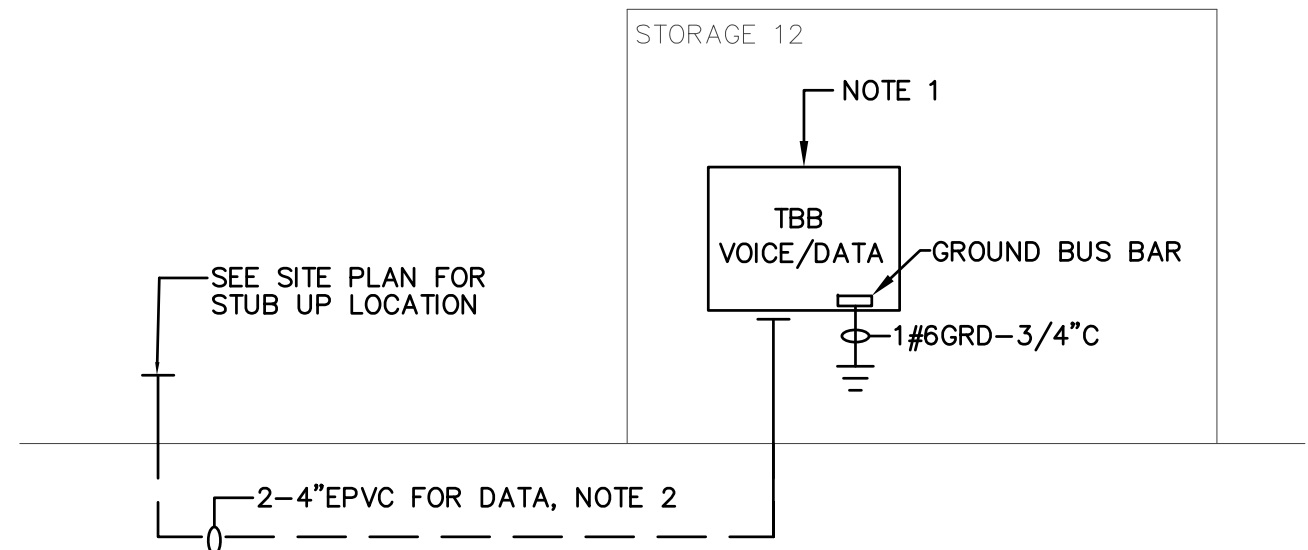 STORAGE 12
NOTE 1
TBB
VOICE/DATA
GROUND BUS BAR
SEE SITE PLAN FOR
STUB UP LOCATION
1#6GRD-3/4"C
2-4"EPVC FOR DATA, NOTE 2